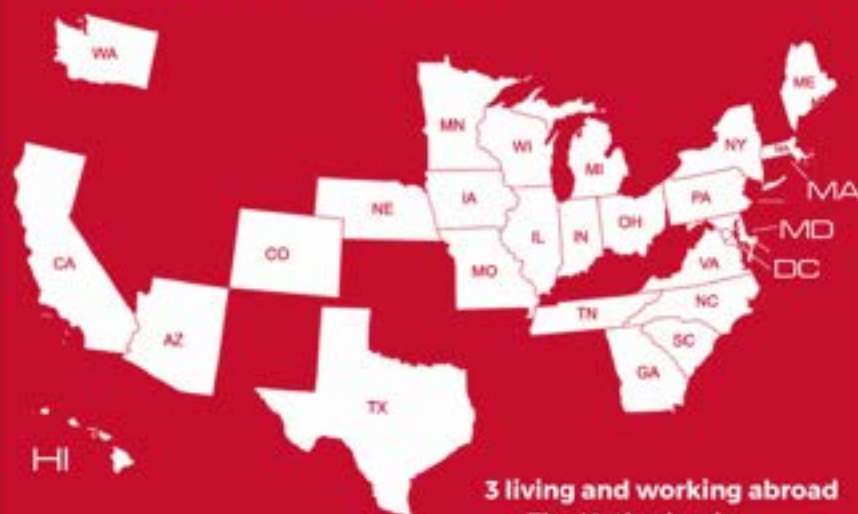 WA
ME
MN
NY
WI
MI
MA
PA
IA
NE
OH
MD
IL
IN
CO
DC
CA
MO
VA
NC
TN
AZ
SC
GA
TX
HI
3 living and working abroad